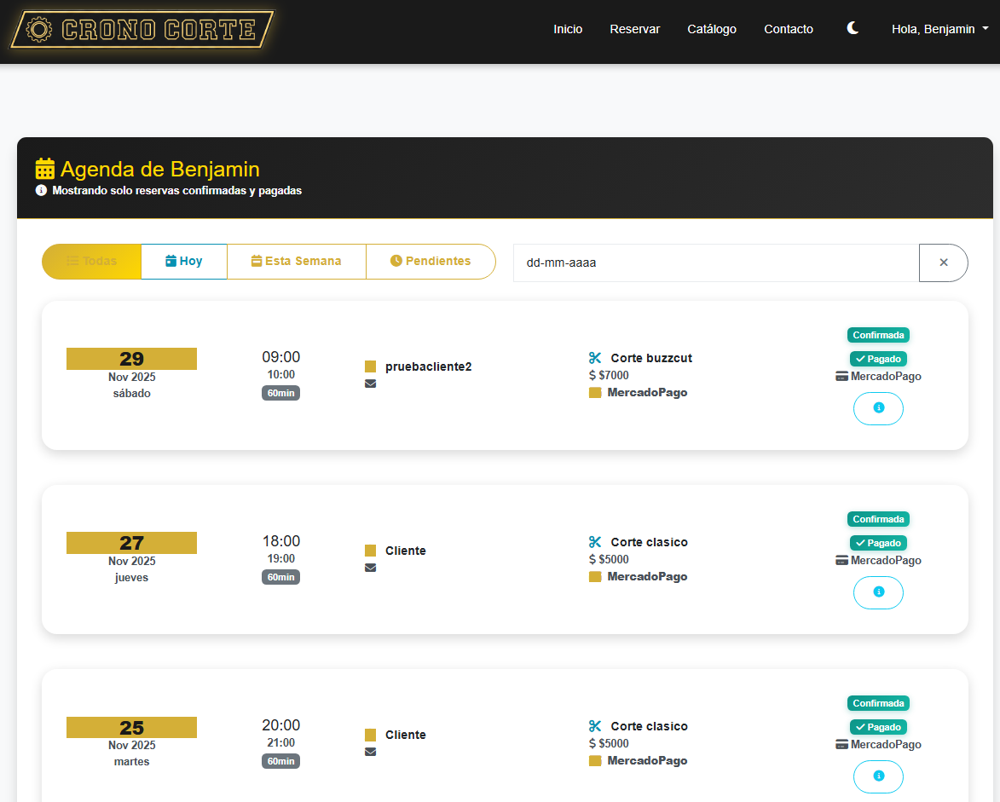 CRONO CORTE
Inicio Reservar Catálogo Contacto Hola, Benjamin
Agenda de Benjamin
Mostrando solo reservas confirmadas y pagadas
Todas Hoy Esta Semana Pendientes dd-mm-aaaa
29
Nov 2025
sábado
09:00
10:00
60min
pruebacliente2
Corte buzzcut
$ $7000
MercadoPago
Confirmada
Pagado
MercadoPago
27
Nov 2025
jueves
18:00
19:00
60min
Cliente
Corte clasico
$ $5000
MercadoPago
Confirmada
Pagado
MercadoPago
25
Nov 2025
martes
20:00
21:00
60min
Cliente
Corte clasico
$ $5000
MercadoPago
Confirmada
Pagado
MercadoPago